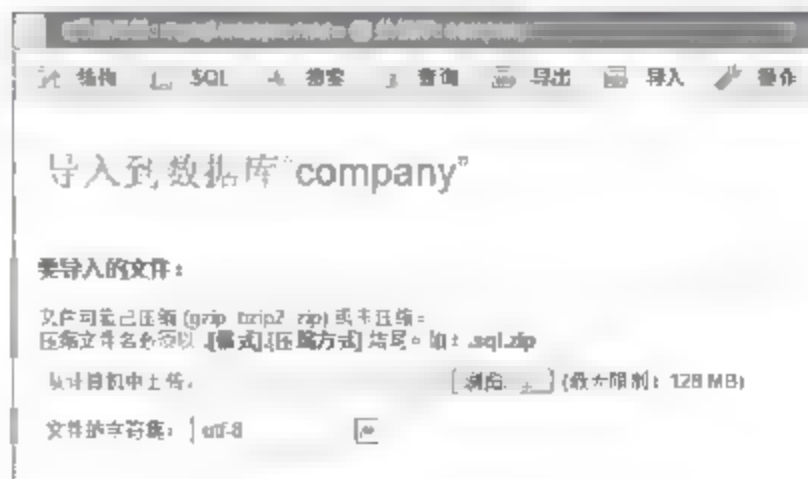 结构 SQL 搜索 查询 导出 导入 操作
导入到数据库“company”
要导入的文件：
文件可能已压缩 (gzip, bzip2, zip) 或未压缩。
压缩文件名必须以 .[格式].[压缩方式] 结尾。如：.sql.zip
从计算机中上传： 浏览... (最大限制：128 MB)
文件的字符集： utf-8